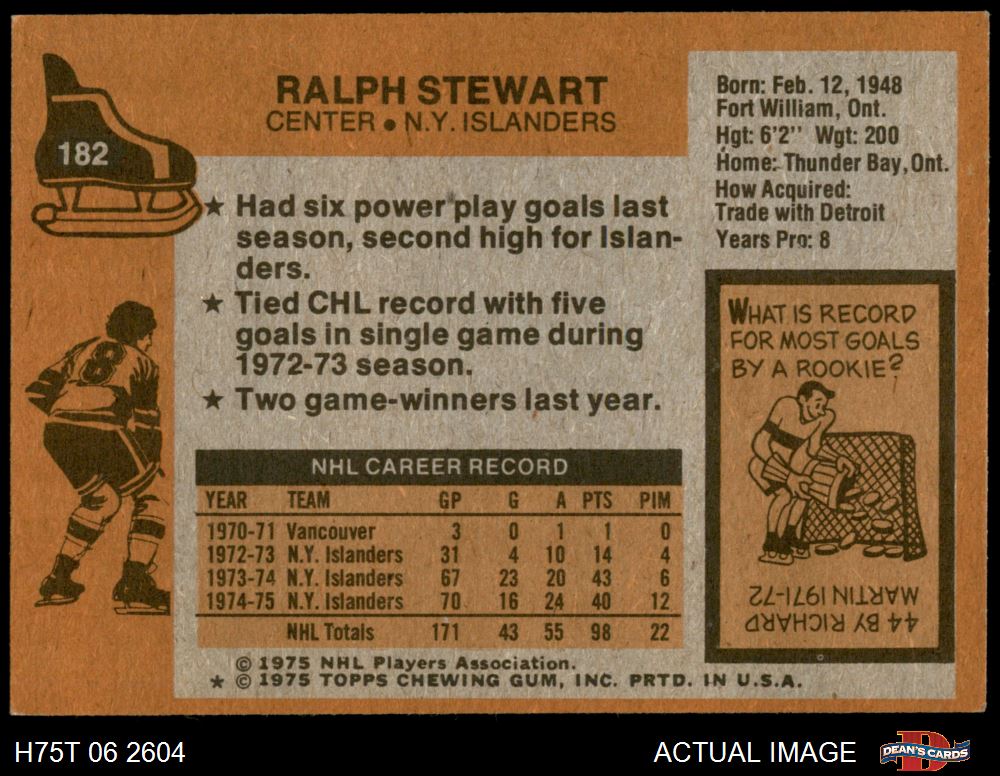 182
RALPH STEWART
CENTER ● N.Y. ISLANDERS
Born: Feb. 12, 1948
Fort William, Ont.
Hgt: 6'2'' Wgt: 200
Home: Thunder Bay, Ont.
How Acquired:
Trade with Detroit
Years Pro: 8
★ Had six power play goals last
season, second high for Islan-
ders.
★ Tied CHL record with five
goals in single game during
1972-73 season.
★ Two game-winners last year.
8
NHL CAREER RECORD
YEAR TEAM GP G A PTS PIM
1970-71 Vancouver 3 0 1 1 0
1972-73 N.Y. Islanders 31 4 10 14 4
1973-74 N.Y. Islanders 67 23 20 43 6
1974-75 N.Y. Islanders 70 16 24 40 12
NHL Totals 171 43 55 98 22
WHAT IS RECORD
FOR MOST GOALS
BY A ROOKIE?
44 BY RICHARD
MARTIN 1971-72
© 1975 NHL Players Association.
★ © 1975 TOPPS CHEWING GUM, INC. PRTD. IN U.S.A.
H75T 06 2604
ACTUAL IMAGE
D
DEAN'S CARDS